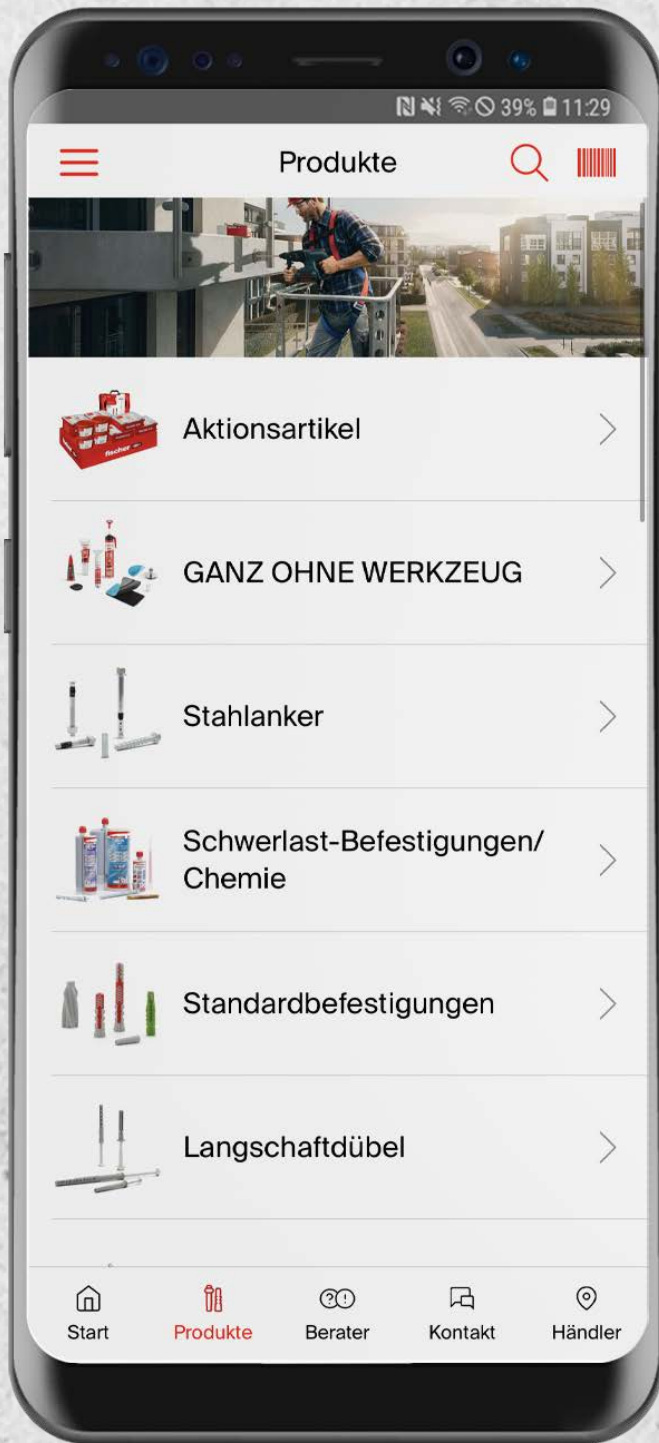 39% 11:29
Produkte
fischer
Aktionsartikel
GANZ OHNE WERKZEUG
Stahlanker
Schwerlast-Befestigungen/
Chemie
Standardbefestigungen
Langschaftdübel
Start
Produkte
Berater
Kontakt
Händler